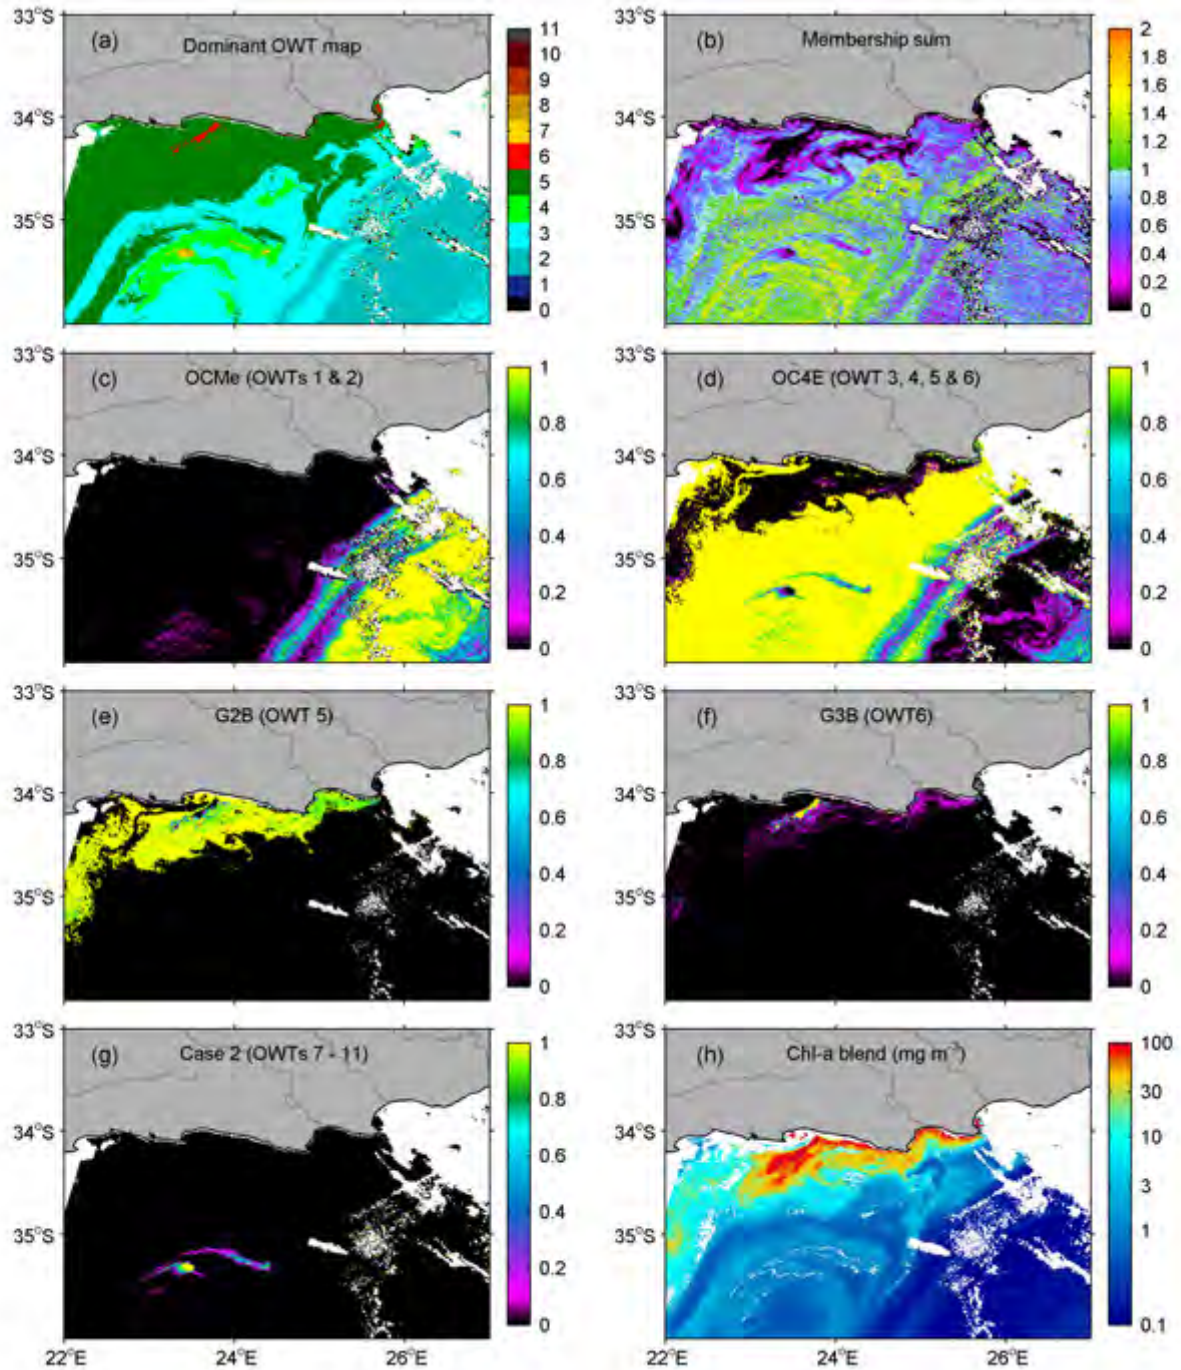 33°S
(a)
Dominant OWT map
34°S
35°S
11
10
9
8
7
6
5
4
3
2
1
0
33°S
(b)
Membership sum
34°S
35°S
2
1.8
1.6
1.4
1.2
1
0.8
0.6
0.4
0.2
0
33°S
(c)
OCMe (OWTs 1 & 2)
34°S
35°S
1
0.8
0.6
0.4
0.2
0
33°S
(d)
OC4E (OWT 3, 4, 5 & 6)
34°S
35°S
1
0.8
0.6
0.4
0.2
0
33°S
(e)
G2B (OWT 5)
34°S
35°S
1
0.8
0.6
0.4
0.2
0
33°S
(f)
G3B (OWT6)
34°S
35°S
1
0.8
0.6
0.4
0.2
0
33°S
(g)
Case 2 (OWTs 7 - 11)
34°S
35°S
22°E
24°E
26°E
1
0.8
0.6
0.4
0.2
0
33°S
(h)
Chl-a blend (mg m⁻³)
34°S
35°S
22°E
24°E
26°E
100
30
10
3
1
0.1